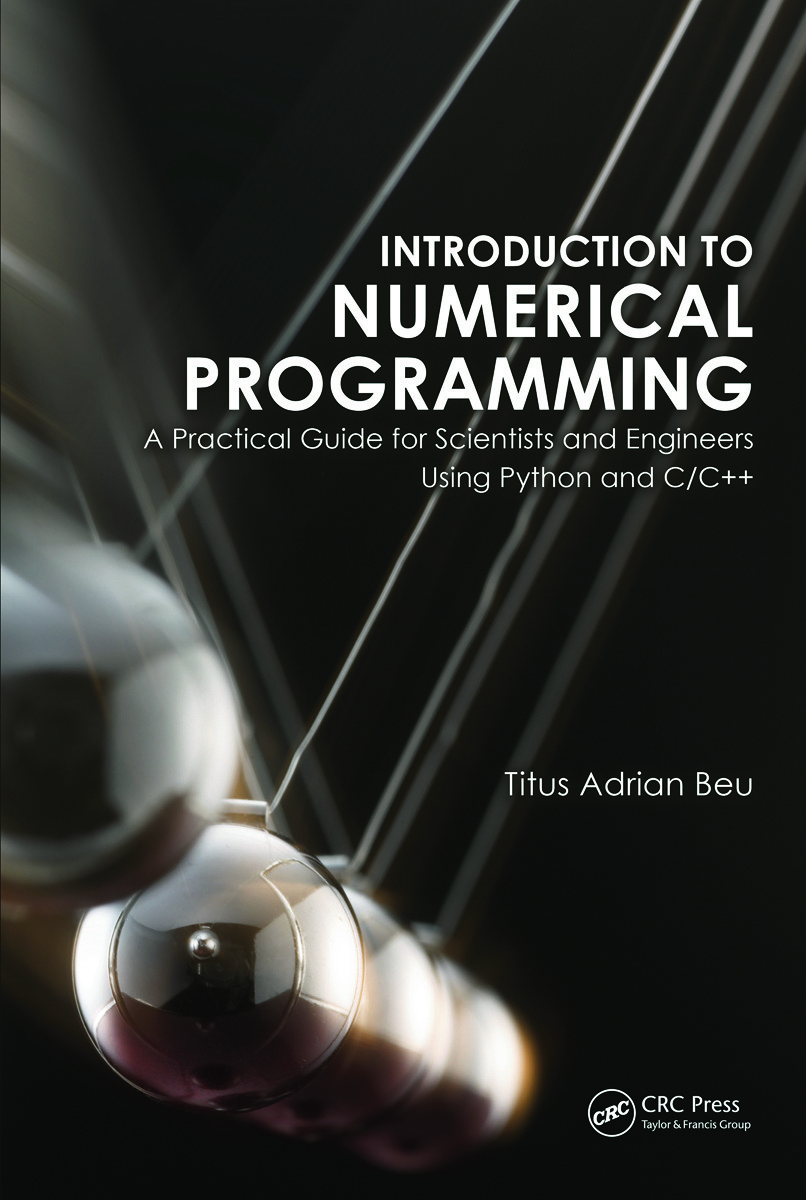 INTRODUCTION TO
NUMERICAL
PROGRAMMING
A Practical Guide for Scientists and Engineers
Using Python and C/C++
Titus Adrian Beu
CRC
CRC Press
Taylor & Francis Group